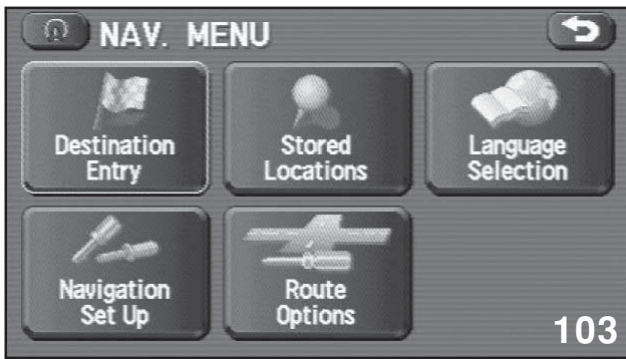 NAV. MENU
Destination
Entry
Stored
Locations
Language
Selection
Navigation
Set Up
Route
Options
103